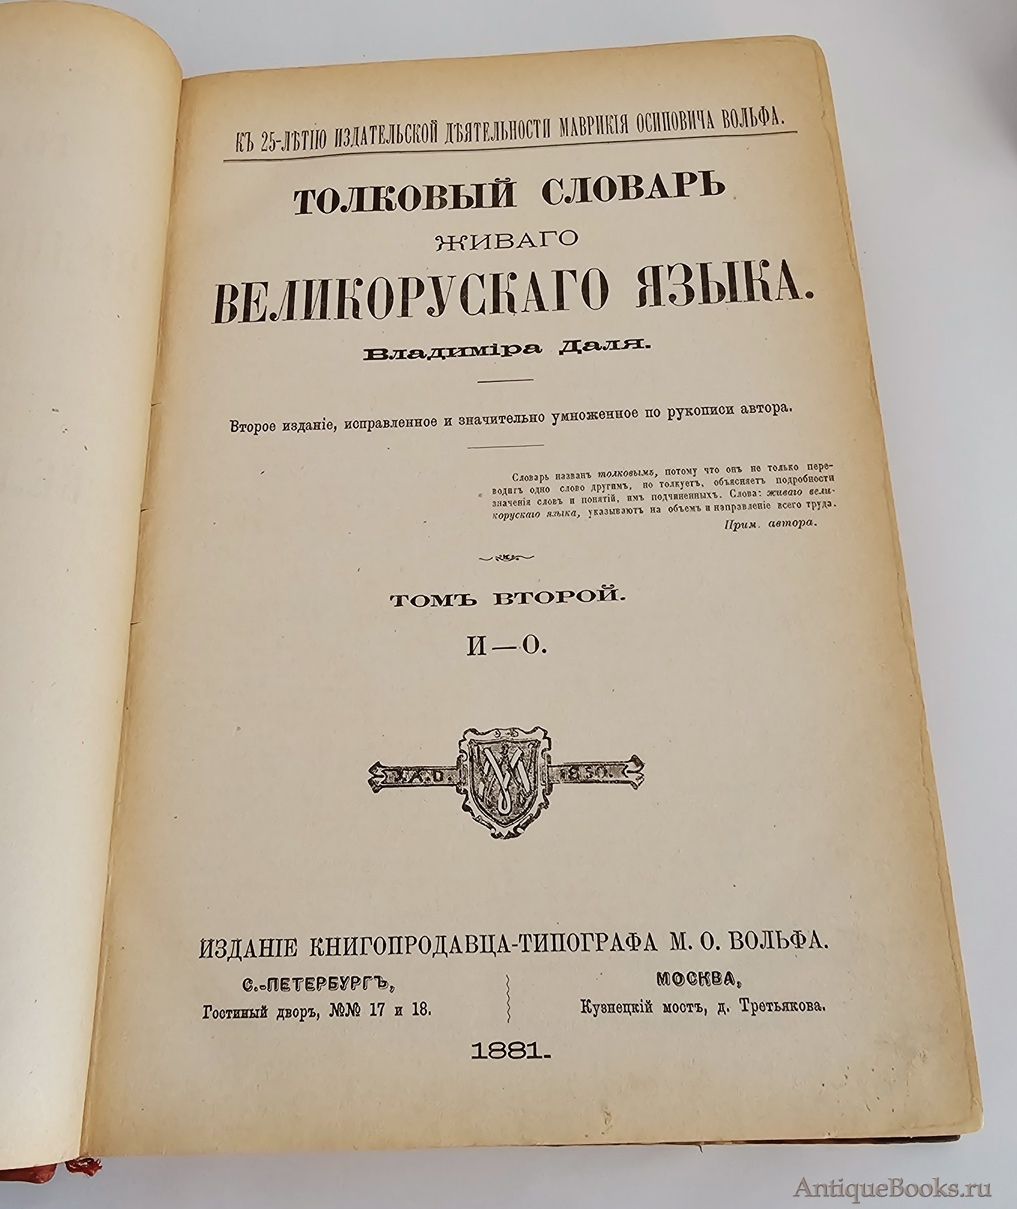 КЪ 25-ЛѢТІЮ ИЗДАТЕЛЬСКОЙ ДѢЯТЕЛЬНОСТИ МАВРИКІЯ ОСИПОВИЧА ВОЛЬФА.
ТОЛКОВЫЙ СЛОВАРЬ
ЖИВАГО
ВЕЛИКОРУСКАГО ЯЗЫКА.
Владиміра Даля.
Второе изданіе, исправленное и значительно умноженное по рукописи автора.
Словарь названъ толковымъ, потому что онъ не только пере-
водитъ одно слово другимъ, но толкуетъ, объясняетъ подробности
значенія словъ и понятій, имъ подчиненныхъ. Слова: живаго вели-
корускаго языка, указываютъ на объемъ и направленіе всего труда.
Прим. автора.
ТОМЪ ВТОРОЙ.
И—О.
ИЗДАНІЕ КНИГОПРОДАВЦА-ТИПОГРАФА М. О. ВОЛЬФА.
С.-ПЕТЕРБУРГЪ,
Гостиный дворъ, №№ 17 и 18.
МОСКВА,
Кузнецкій мостъ, д. Третьякова.
1881.
AntiqueBooks.ru